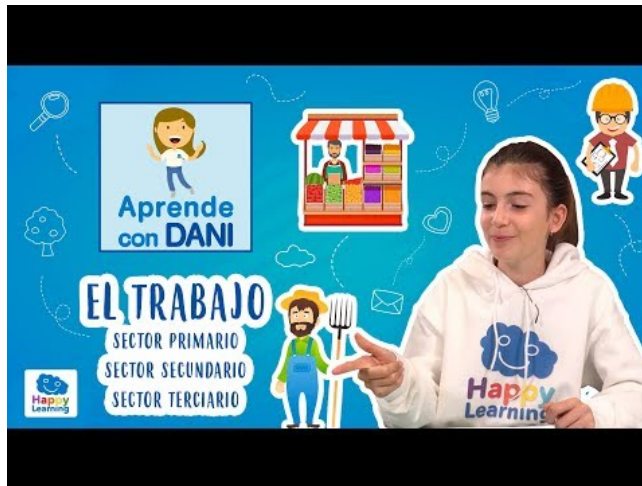 Aprende
con DANI
EL TRABAJO
SECTOR PRIMARIO
SECTOR SECUNDARIO
SECTOR TERCIARIO
Happy
Learning
Happy
Learning